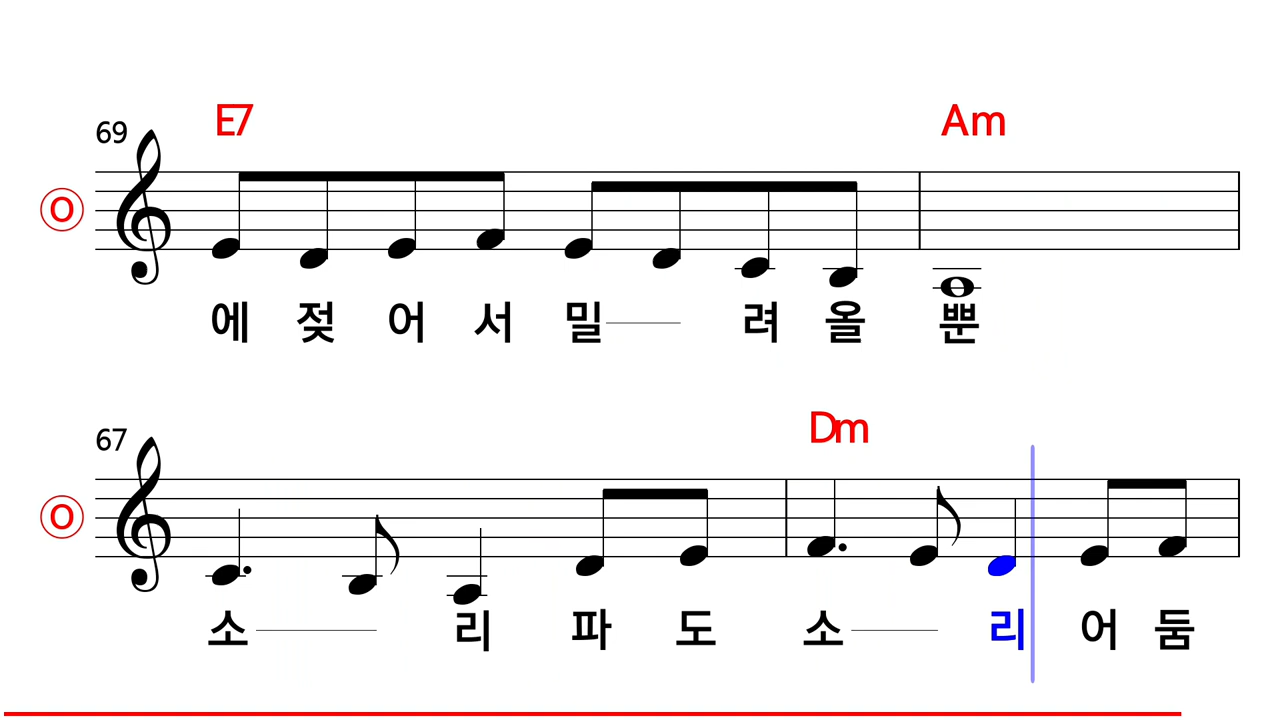 E7 Am
69
O
에 젖 어 서 밀 려 올 뿐
Dm
67
O
소 리 파 도 소 리 어 둠